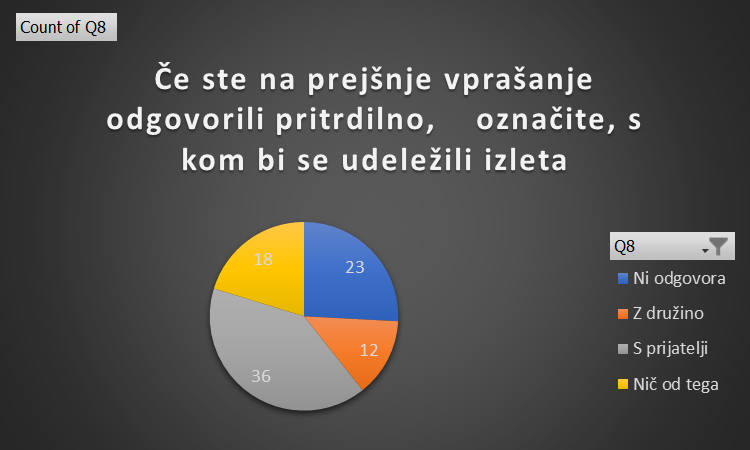 Count of Q8
Če ste na prejšnje vprašanje
odgovorili pritrdilno, označite, s
kom bi se udeležili izleta
23
12
36
18
Q8
Ni odgovora
Z družino
S prijatelji
Nič od tega